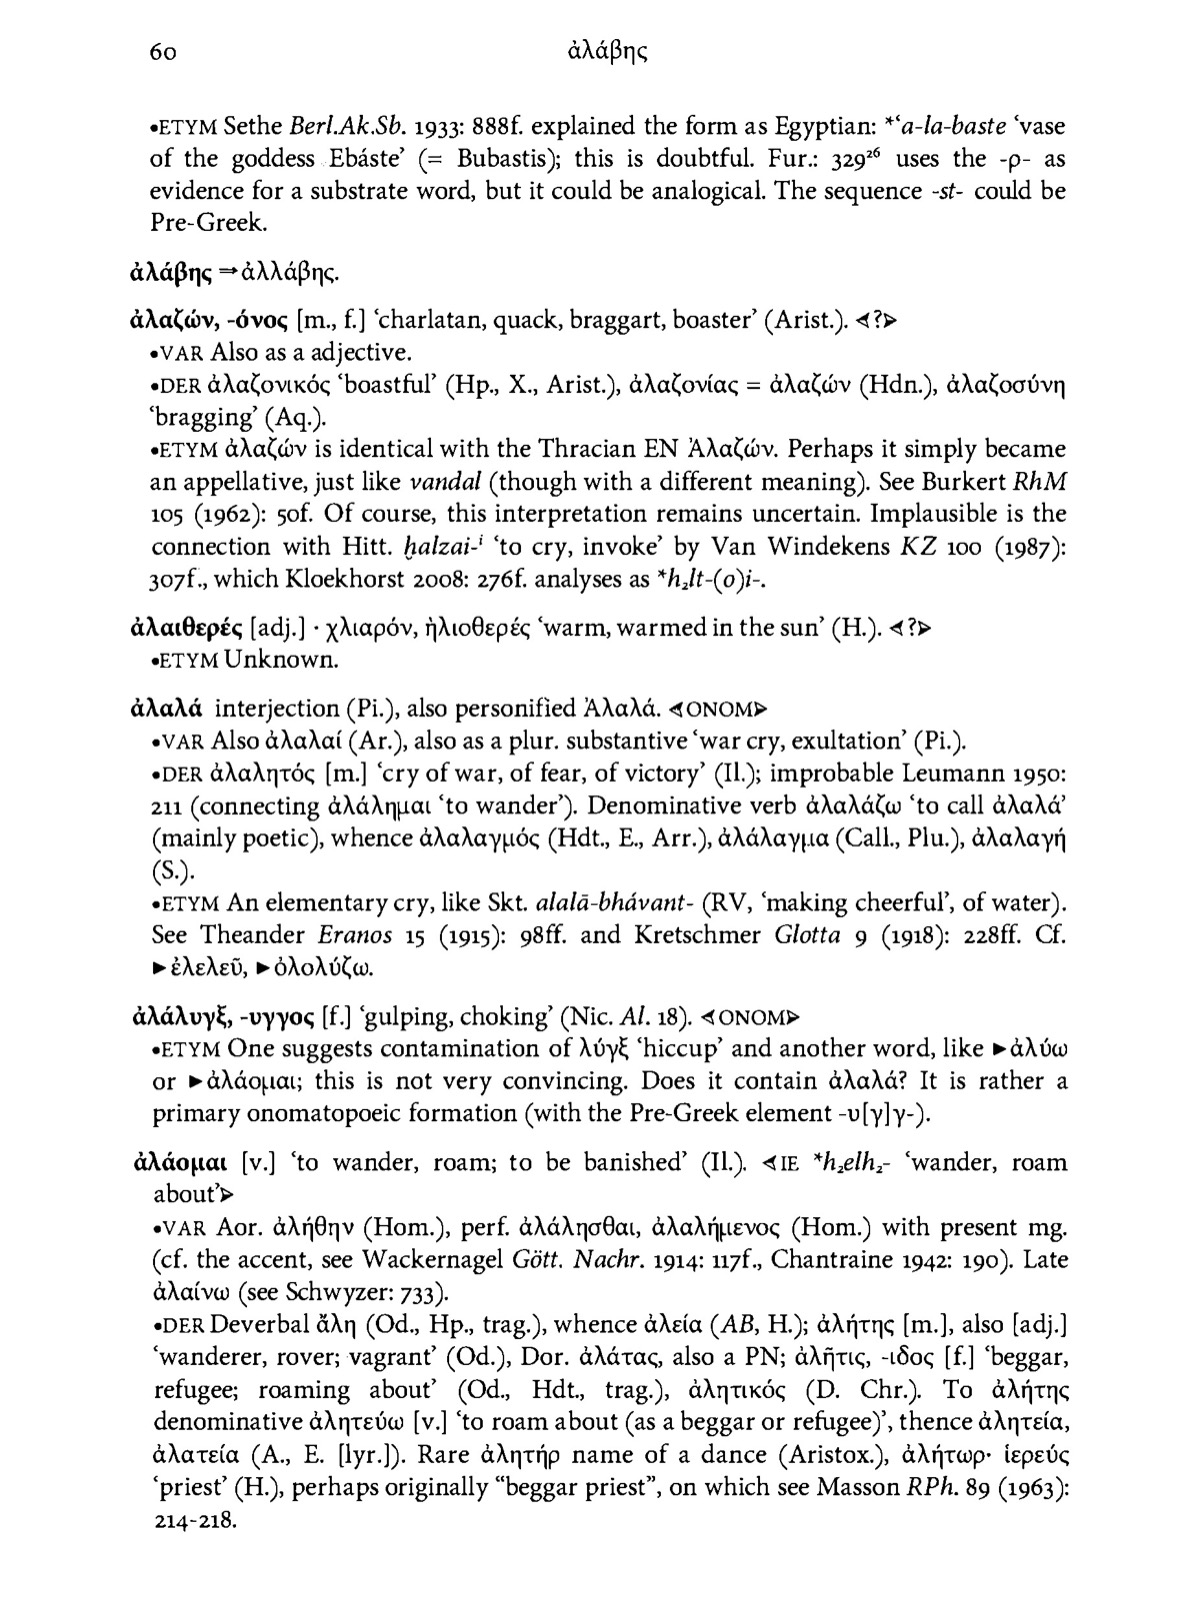 60
ἀλάβης
•ETYM Sethe Berl.Ak.Sb. 1933: 888f. explained the form as Egyptian: *‘a-la-baste ‘vase
of the goddess Ebáste’ (= Bubastis); this is doubtful. Fur.: 329²⁶ uses the -ρ- as
evidence for a substrate word, but it could be analogical. The sequence -st- could be
Pre-Greek.
ἀλάβης ⇒ἀλλάβης.
ἀλαζών, -όνος [m., f.] ‘charlatan, quack, braggart, boaster’ (Arist.). ⋖?⋗
•VAR Also as a adjective.
•DER ἀλαζονικός ‘boastful’ (Hp., X., Arist.), ἀλαζονίας = ἀλαζών (Hdn.), ἀλαζοσύνη
‘bragging’ (Aq.).
•ETYM ἀλαζών is identical with the Thracian EN Ἀλαζών. Perhaps it simply became
an appellative, just like vandal (though with a different meaning). See Burkert RhM
105 (1962): 50f. Of course, this interpretation remains uncertain. Implausible is the
connection with Hitt. ḫalzai-ⁱ ‘to cry, invoke’ by Van Windekens KZ 100 (1987):
307f., which Kloekhorst 2008: 276f. analyses as *h₂lt-(o)i-.
ἀλαιθερές [adj.] · χλιαρόν, ἡλιοθερές ‘warm, warmed in the sun’ (H.). ⋖?⋗
•ETYM Unknown.
ἀλαλά interjection (Pi.), also personified Ἀλαλά. ⋖ONOM⋗
•VAR Also ἀλαλαί (Ar.), also as a plur. substantive ‘war cry, exultation’ (Pi.).
•DER ἀλαλητός [m.] ‘cry of war, of fear, of victory’ (Il.); improbable Leumann 1950:
211 (connecting ἀλάλημαι ‘to wander’). Denominative verb ἀλαλάζω ‘to call ἀλαλά’
(mainly poetic), whence ἀλαλαγμός (Hdt., E., Arr.), ἀλάλαγμα (Call., Plu.), ἀλαλαγή
(S.).
•ETYM An elementary cry, like Skt. alalā-bhávant- (RV, ‘making cheerful’, of water).
See Theander Eranos 15 (1915): 98ff. and Kretschmer Glotta 9 (1918): 228ff. Cf.
►ἐλελεῦ, ►ὀλολύζω.
ἀλάλυγξ, -υγγος [f.] ‘gulping, choking’ (Nic. Al. 18). ⋖ONOM⋗
•ETYM One suggests contamination of λύγξ ‘hiccup’ and another word, like ►ἀλύω
or ►ἀλάομαι; this is not very convincing. Does it contain ἀλαλά? It is rather a
primary onomatopoeic formation (with the Pre-Greek element -υ[γ]γ-).
ἀλάομαι [v.] ‘to wander, roam; to be banished’ (Il.). ⋖IE *h₂elh₂- ‘wander, roam
about’⋗
•VAR Aor. ἀλήθην (Hom.), perf. ἀλάλησθαι, ἀλαλήμενος (Hom.) with present mg.
(cf. the accent, see Wackernagel Gött. Nachr. 1914: 117f., Chantraine 1942: 190). Late
ἀλαίνω (see Schwyzer: 733).
•DER Deverbal ἄλη (Od., Hp., trag.), whence ἀλεία (AB, H.); ἀλήτης [m.], also [adj.]
‘wanderer, rover; vagrant’ (Od.), Dor. ἀλάτας, also a PN; ἀλῆτις, -ιδος [f.] ‘beggar,
refugee; roaming about’ (Od., Hdt., trag.), ἀλητικός (D. Chr.). To ἀλήτης
denominative ἀλητεύω [v.] ‘to roam about (as a beggar or refugee)’, thence ἀλητεία,
ἀλατεία (A., E. [lyr.]). Rare ἀλητήρ name of a dance (Aristox.), ἀλήτωρ· ἱερεύς
‘priest’ (H.), perhaps originally “beggar priest”, on which see Masson RPh. 89 (1963):
214-218.